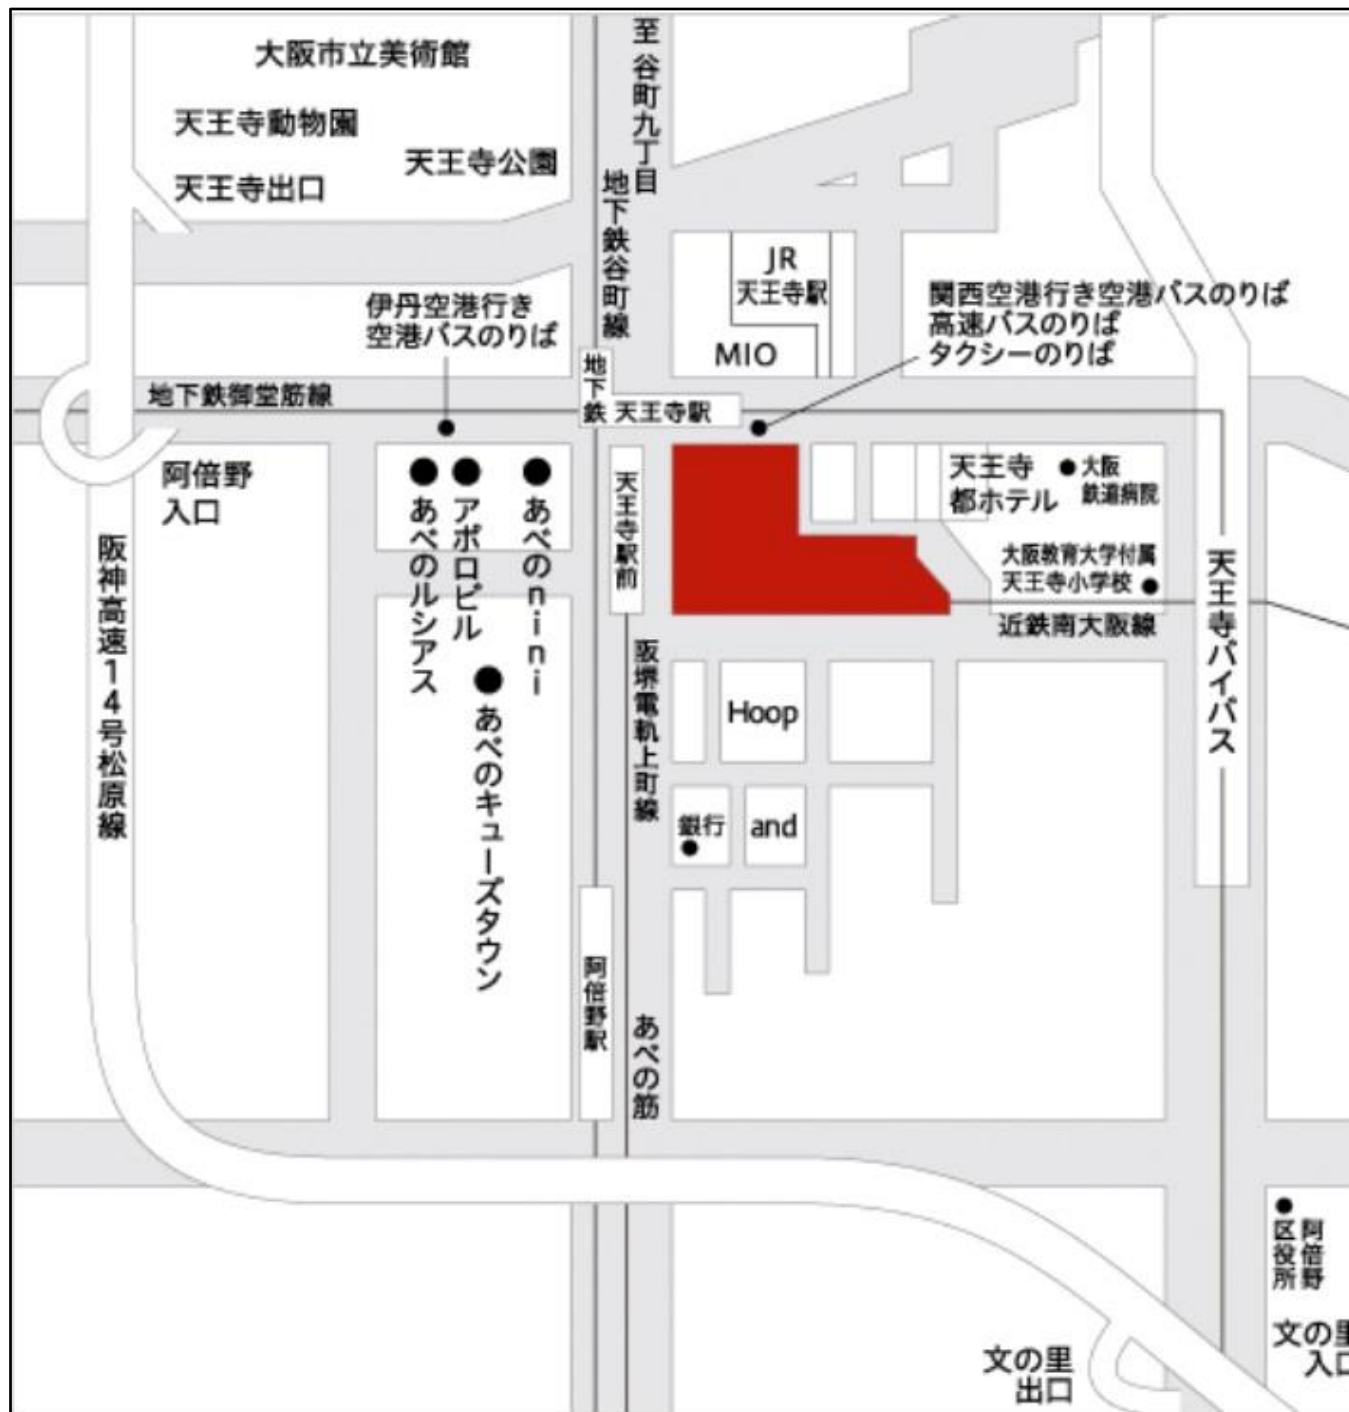 大阪市立美術館
天王寺動物園
天王寺公園
天王寺出口
至 谷町九丁目
地下鉄谷町線
JR
天王寺駅
MIO
伊丹空港行き
空港バスのりば
関西空港行き空港バスのりば
高速バスのりば
タクシーのりば
地下鉄御堂筋線
地下鉄 天王寺駅
阿倍野
入口
あべのルシアス
アポロビル
あべのnini
天王寺駅前
天王寺
都ホテル
大阪
鉄道病院
大阪教育大学付属
天王寺小学校
近鉄南大阪線
天王寺バイパス
阪神高速14号松原線
あべのキューズタウン
阪堺電軌上町線
Hoop
銀行
and
阿倍野駅
あべの筋
阿倍野
区役所
文の里
入口
文の里
出口